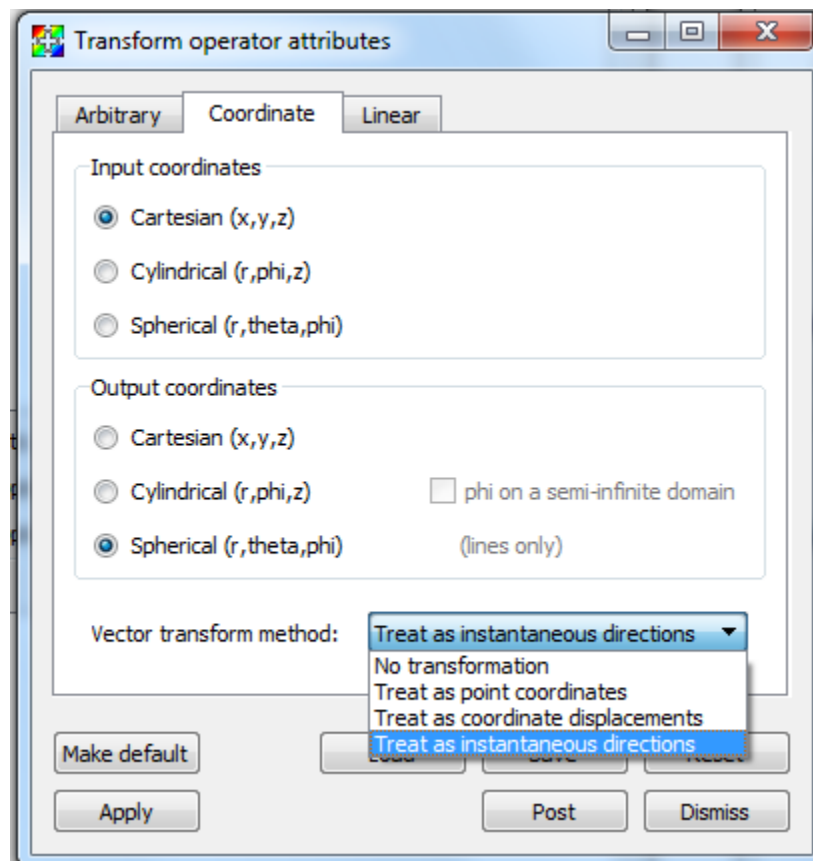 Transform operator attributes
Arbitrary
Coordinate
Linear
Input coordinates
Cartesian (x,y,z)
Cylindrical (r,phi,z)
Spherical (r,theta,phi)
Output coordinates
Cartesian (x,y,z)
Cylindrical (r,phi,z)
phi on a semi-infinite domain
Spherical (r,theta,phi)
(lines only)
Vector transform method:
Treat as instantaneous directions
No transformation
Treat as point coordinates
Treat as coordinate displacements
Treat as instantaneous directions
Make default
Apply
Post
Dismiss